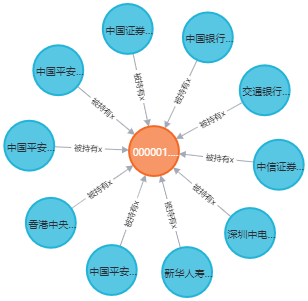 中国证券...
中国银行...
中国平安...
交通银行...
中国平安...
000001....
中信证券...
香港中央...
深圳中电...
中国平安...
新华人寿...
被持有x
被持有x
被持有x
被持有x
被持有x
被持有x
被持有x
被持有x
被持有x
被持有x